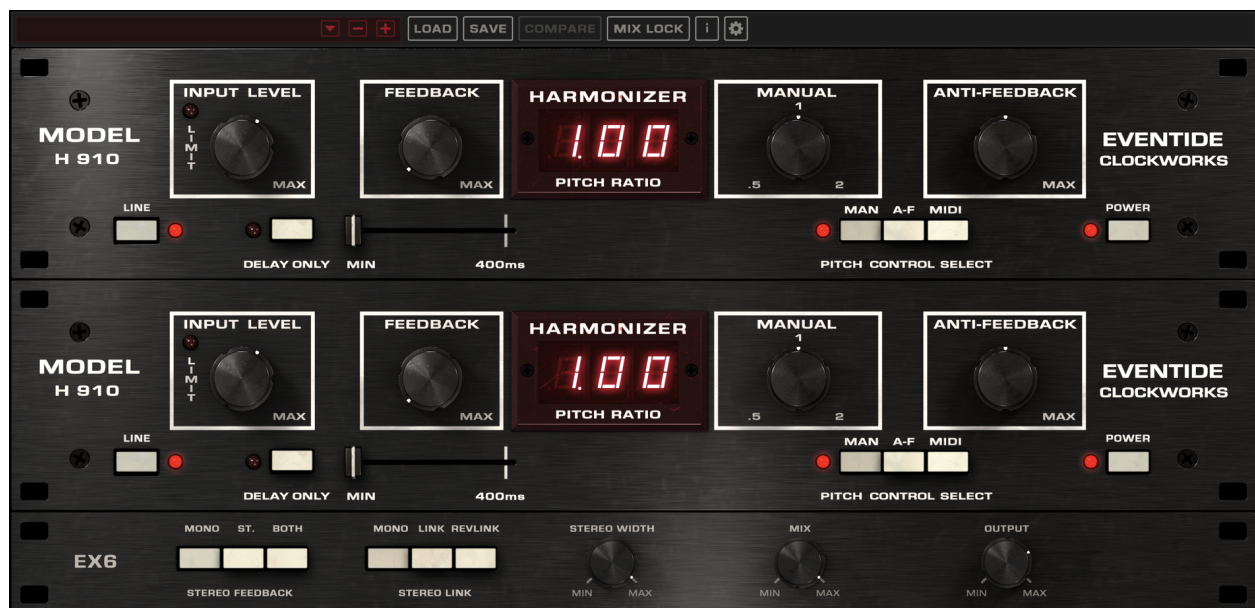 LOAD SAVE COMPARE MIX LOCK i
INPUT LEVEL FEEDBACK HARMONIZER MANUAL ANTI-FEEDBACK
1
MODEL LIMIT 1.00 EVENTIDE
H 910 CLOCKWORKS
MAX MAX PITCH RATIO .5 2 MAX
LINE MAN A-F MIDI POWER
DELAY ONLY MIN 400ms PITCH CONTROL SELECT
INPUT LEVEL FEEDBACK HARMONIZER MANUAL ANTI-FEEDBACK
1
MODEL LIMIT 1.00 EVENTIDE
H 910 CLOCKWORKS
MAX MAX PITCH RATIO .5 2 MAX
LINE MAN A-F MIDI POWER
DELAY ONLY MIN 400ms PITCH CONTROL SELECT
MONO ST. BOTH MONO LINK REVLINK STEREO WIDTH MIX OUTPUT
EX6
STEREO FEEDBACK STEREO LINK MIN MAX MIN MAX MIN MAX